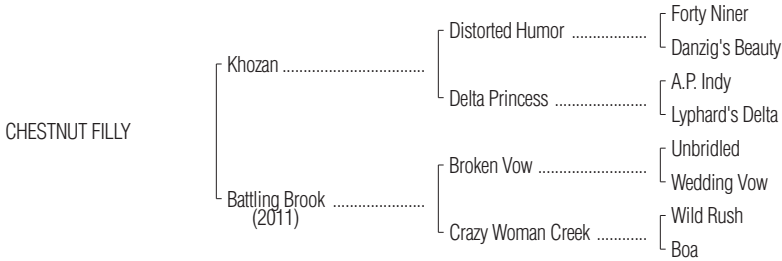 Forty Niner
Distorted Humor ..................
Danzig's Beauty
Khozan ..................................
A.P. Indy
Delta Princess ......................
Lyphard's Delta
CHESTNUT FILLY
Unbridled
Broken Vow ..........................
Wedding Vow
Battling Brook ......................
(2011)
Wild Rush
Crazy Woman Creek ............
Boa